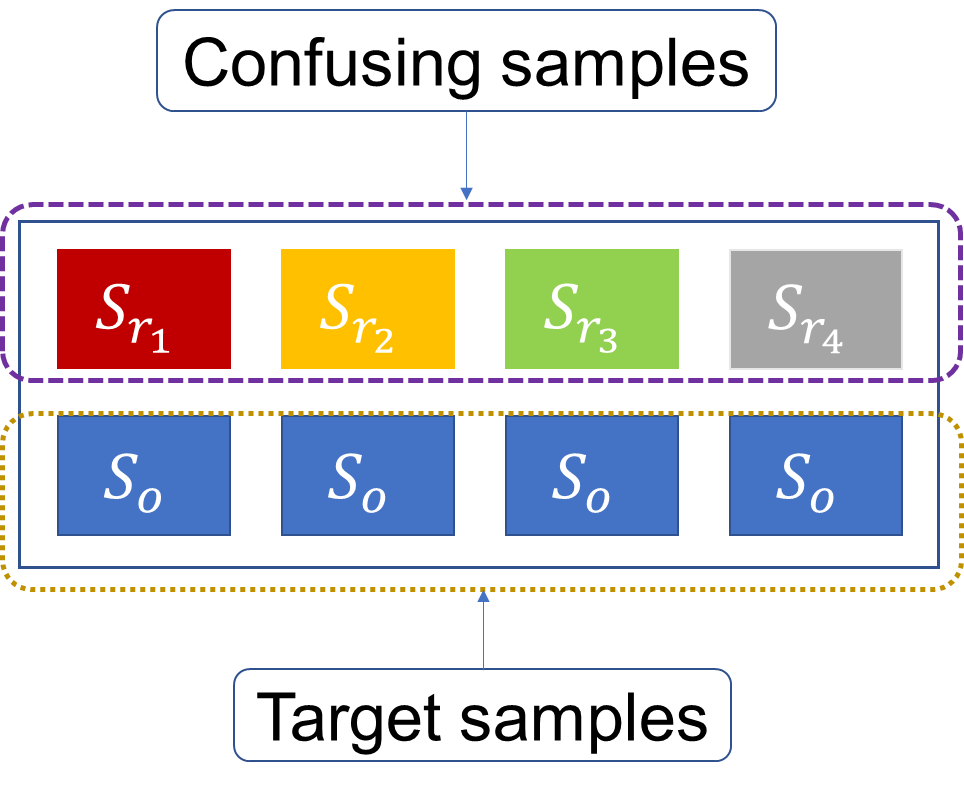 Confusing samples
S_{r_1} S_{r_2} S_{r_3} S_{r_4}
S_o S_o S_o S_o
Target samples